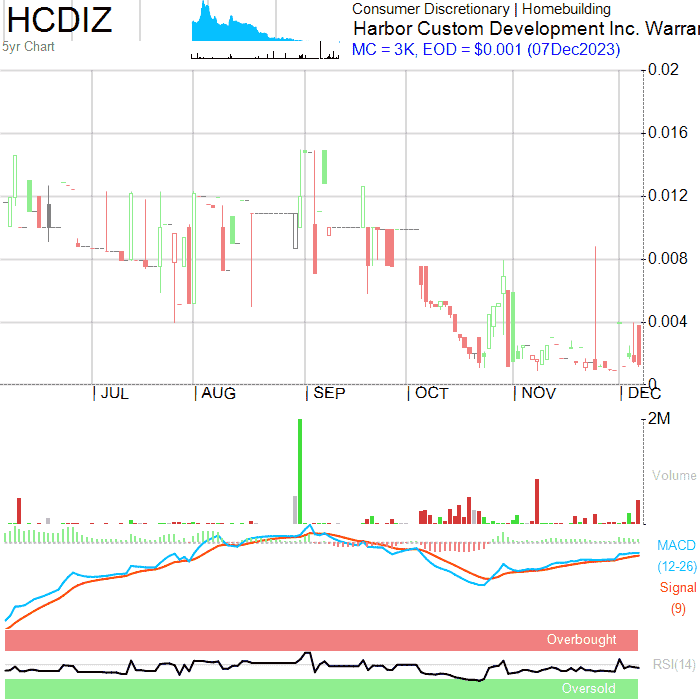 HCDIZ
5yr Chart
Consumer Discretionary | Homebuilding
Harbor Custom Development Inc. Warra
MC = 3K, EOD = $0.001 (07Dec2023)
0.02
0.016
0.012
0.008
0.004
0
JUL AUG SEP OCT NOV DEC
2M
Volume
MACD
(12-26)
Signal
(9)
Overbought
RSI(14)
Oversold